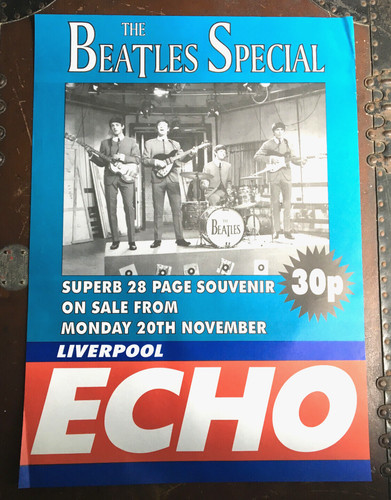 THE
BEATLES SPECIAL
THE
BEATLES
SUPERB 28 PAGE SOUVENIR
30p
ON SALE FROM
MONDAY 20TH NOVEMBER
LIVERPOOL
ECHO